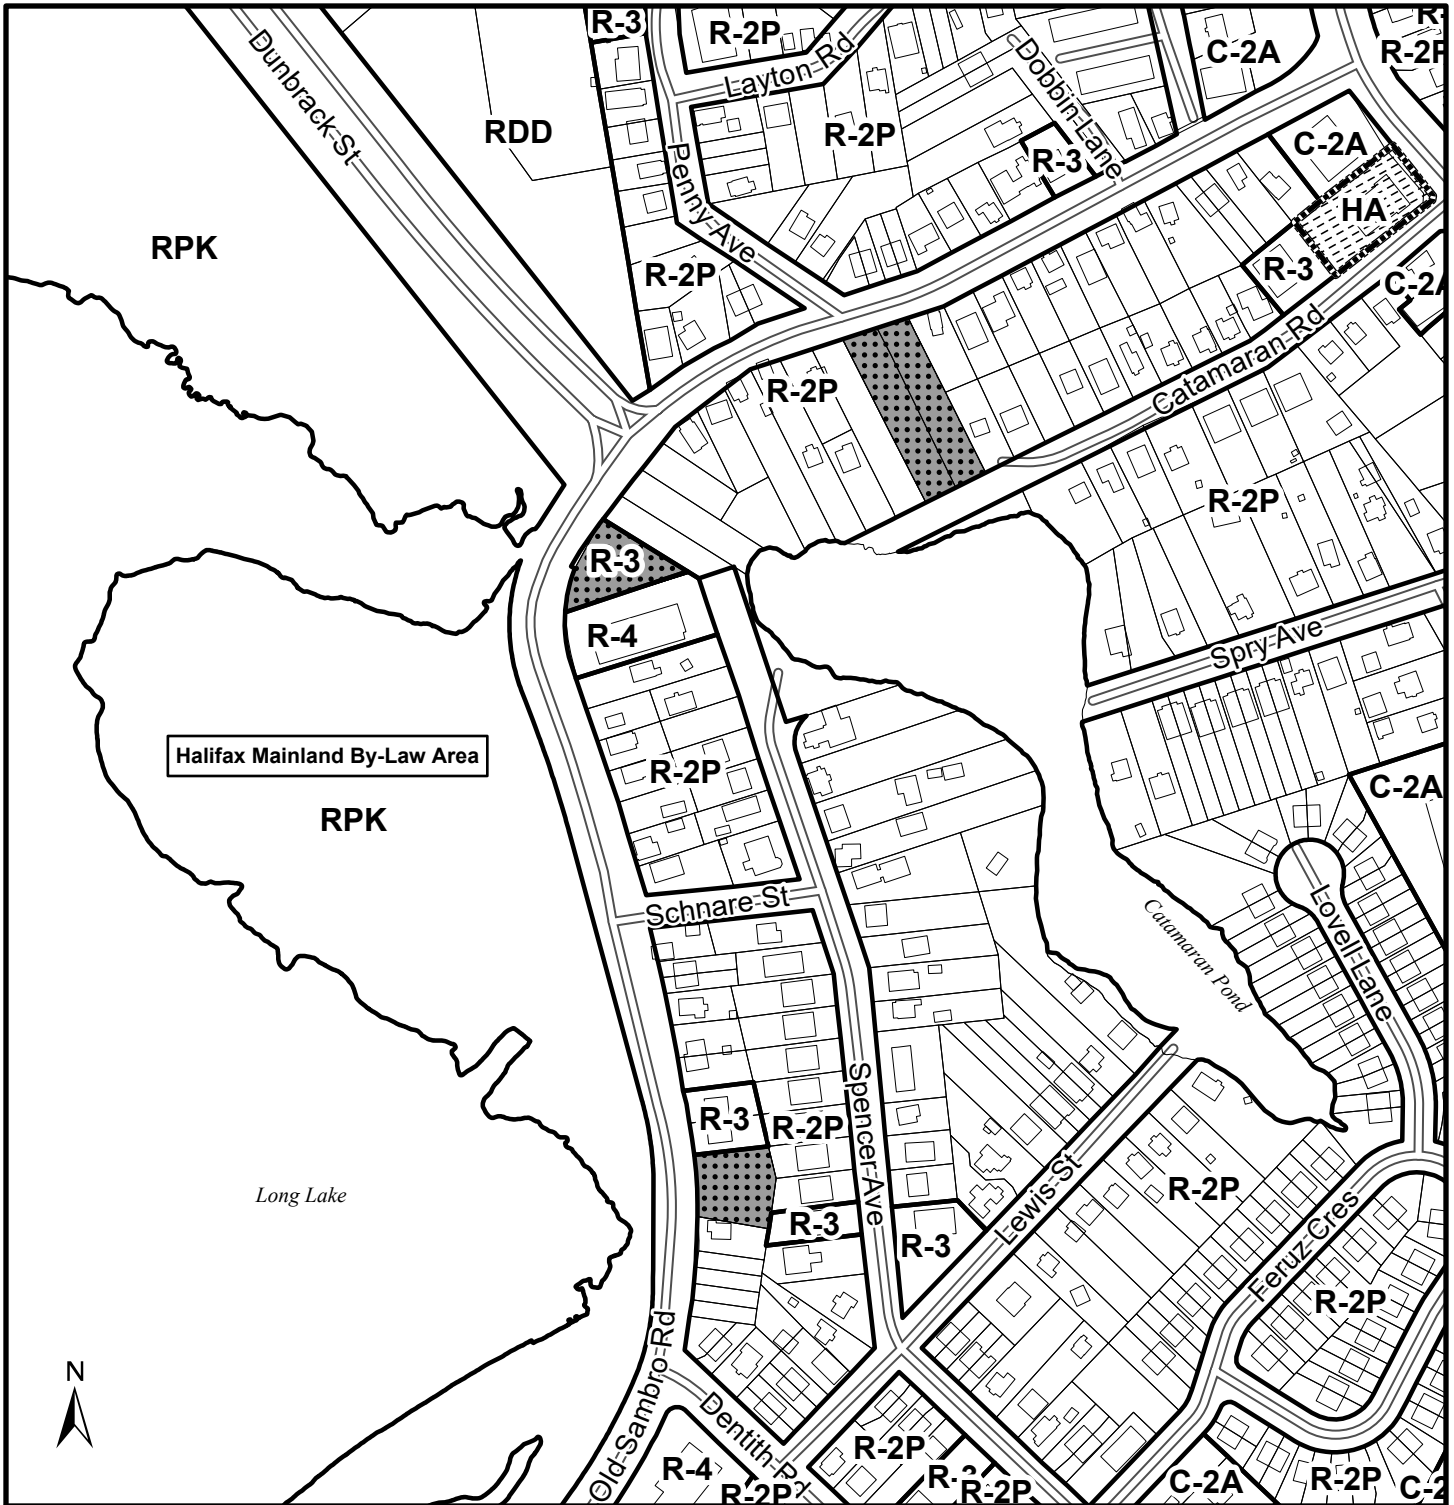 R-3
R-2P
R-
C-2A
R-2P
Layton Rd
Dunbrack St
Dobbin Lane
RDD
R-2P
C-2A
R-3
Penny Ave
HA
RPK
R-2P
R-3
C-2A
Catamaran Rd
R-2P
R-2P
R-3
R-4
Spry Ave
Halifax Mainland By-Law Area
R-2P
C-2A
RPK
Schnare St
Catamaran Pond
Lovell Lane
R-3
R-2P
Spencer Ave
Long Lake
R-3
R-3
Lewis St
R-2P
Feruz Cres
R-2P
N
Old Sambro Rd
Dentith Rd
R-4
R-2P
R-2P
R-2P
C-2A
R-2P
C-2